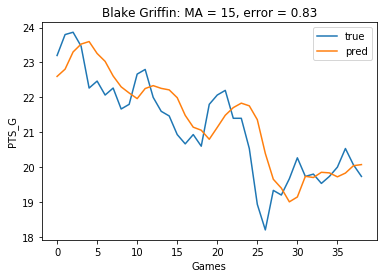 Blake Griffin: MA = 15, error = 0.83
true
pred
PTS_G
24
23
22
21
20
19
18
0 5 10 15 20 25 30 35
Games